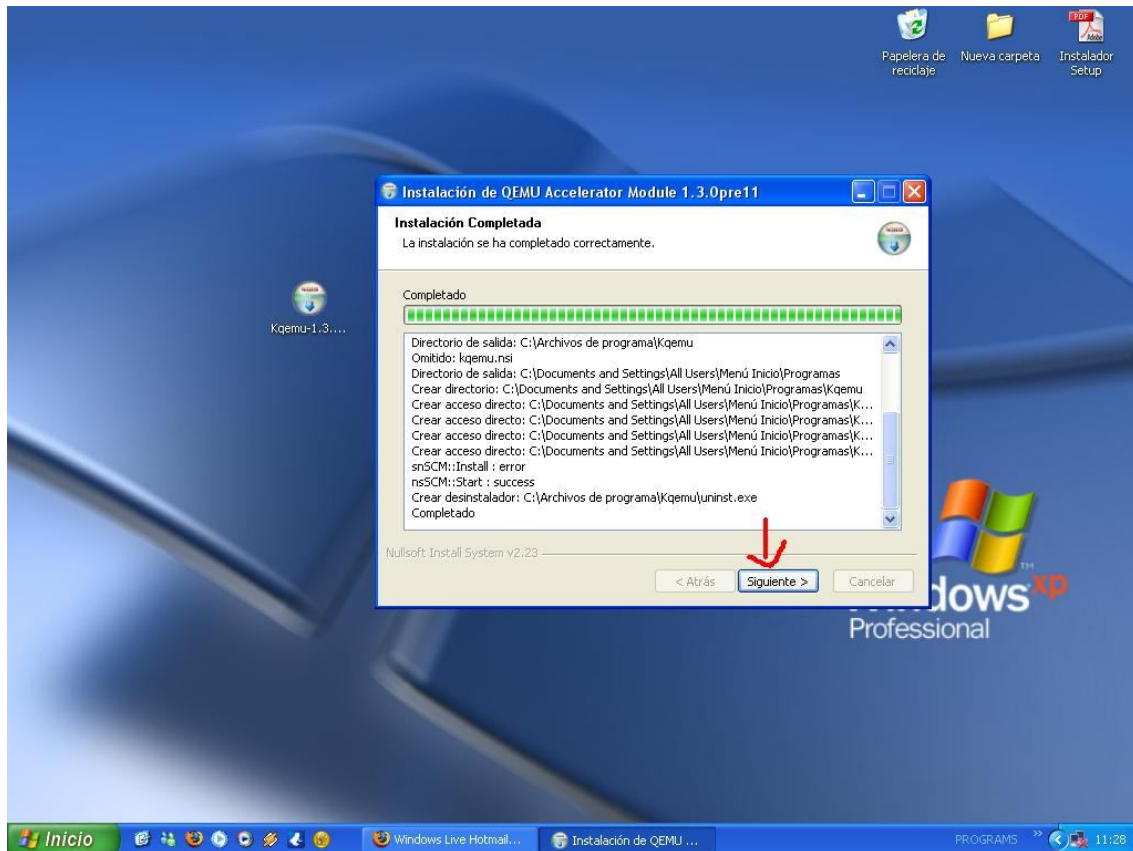 Papelera de reciclaje
Nueva carpeta
PDF
Adobe
Instalador Setup
Kqemu-1.3....
Instalación de QEMU Accelerator Module 1.3.0pre11
Instalación Completada
La instalación se ha completado correctamente.
Completado
Directorio de salida: C:\Archivos de programa\Kqemu
Omitido: kqemu.nsi
Directorio de salida: C:\Documents and Settings\All Users\Menú Inicio\Programas
Crear directorio: C:\Documents and Settings\All Users\Menú Inicio\Programas\Kqemu
Crear acceso directo: C:\Documents and Settings\All Users\Menú Inicio\Programas\K...
Crear acceso directo: C:\Documents and Settings\All Users\Menú Inicio\Programas\K...
Crear acceso directo: C:\Documents and Settings\All Users\Menú Inicio\Programas\K...
Crear acceso directo: C:\Documents and Settings\All Users\Menú Inicio\Programas\K...
snSCM::Install : error
nsSCM::Start : success
Crear desinstalador: C:\Archivos de programa\Kqemu\uninst.exe
Completado
Nullsoft Install System v2.23
< Atrás
Siguiente >
Cancelar
TM
dows xp
Professional
Inicio
Windows Live Hotmail...
Instalación de QEMU ...
PROGRAMS
»
11:28